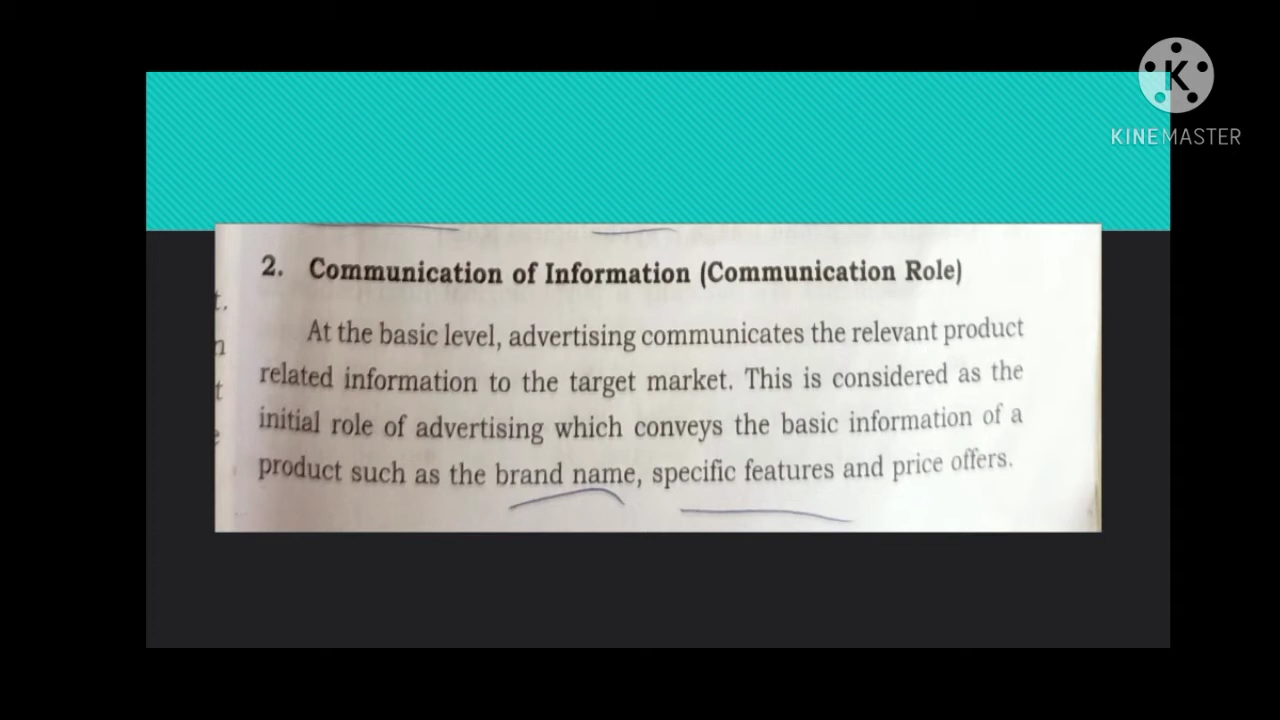 KINEMASTER
2. Communication of Information (Communication Role)
At the basic level, advertising communicates the relevant product
related information to the target market. This is considered as the
initial role of advertising which conveys the basic information of a
product such as the brand name, specific features and price offers.